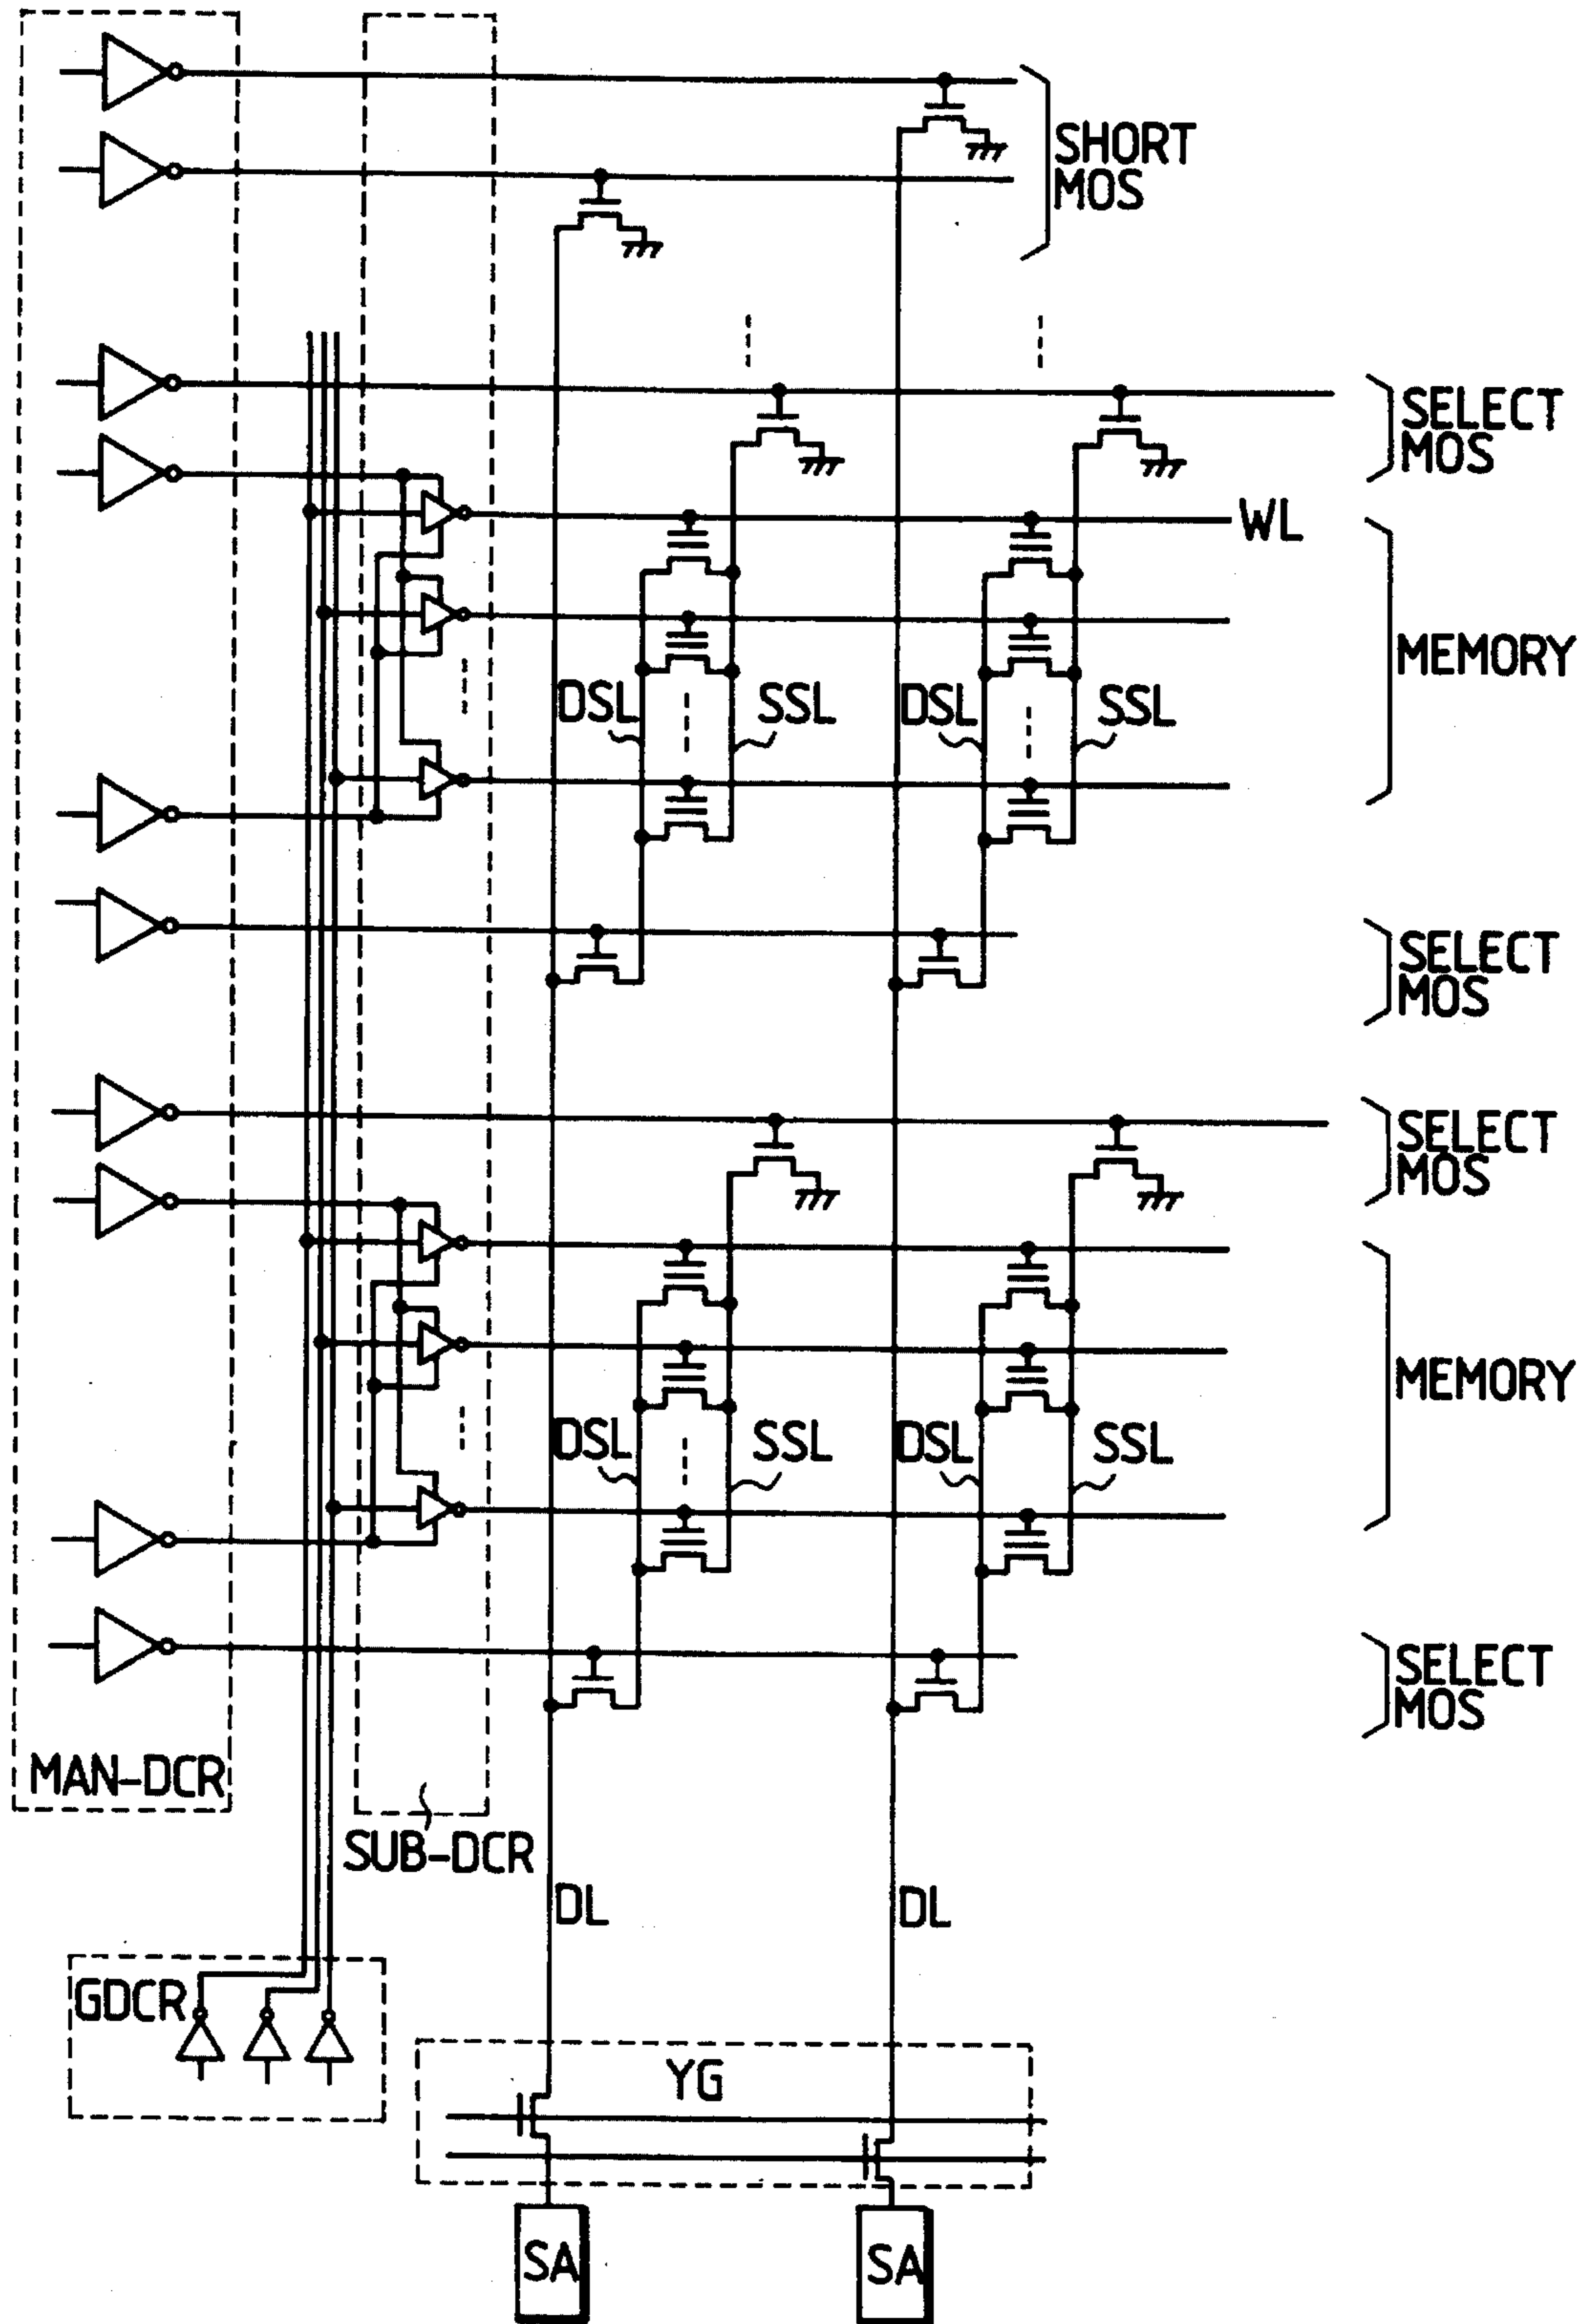 SHORT
MOS
SELECT
MOS
WL
MEMORY
DSL
SSL
DSL
SSL
SELECT
MOS
SELECT
MOS
MEMORY
DSL
SSL
DSL
SSL
SELECT
MOS
MAN-DCR
SUB-DCR
DL
DL
GDCR
YG
SA
SA